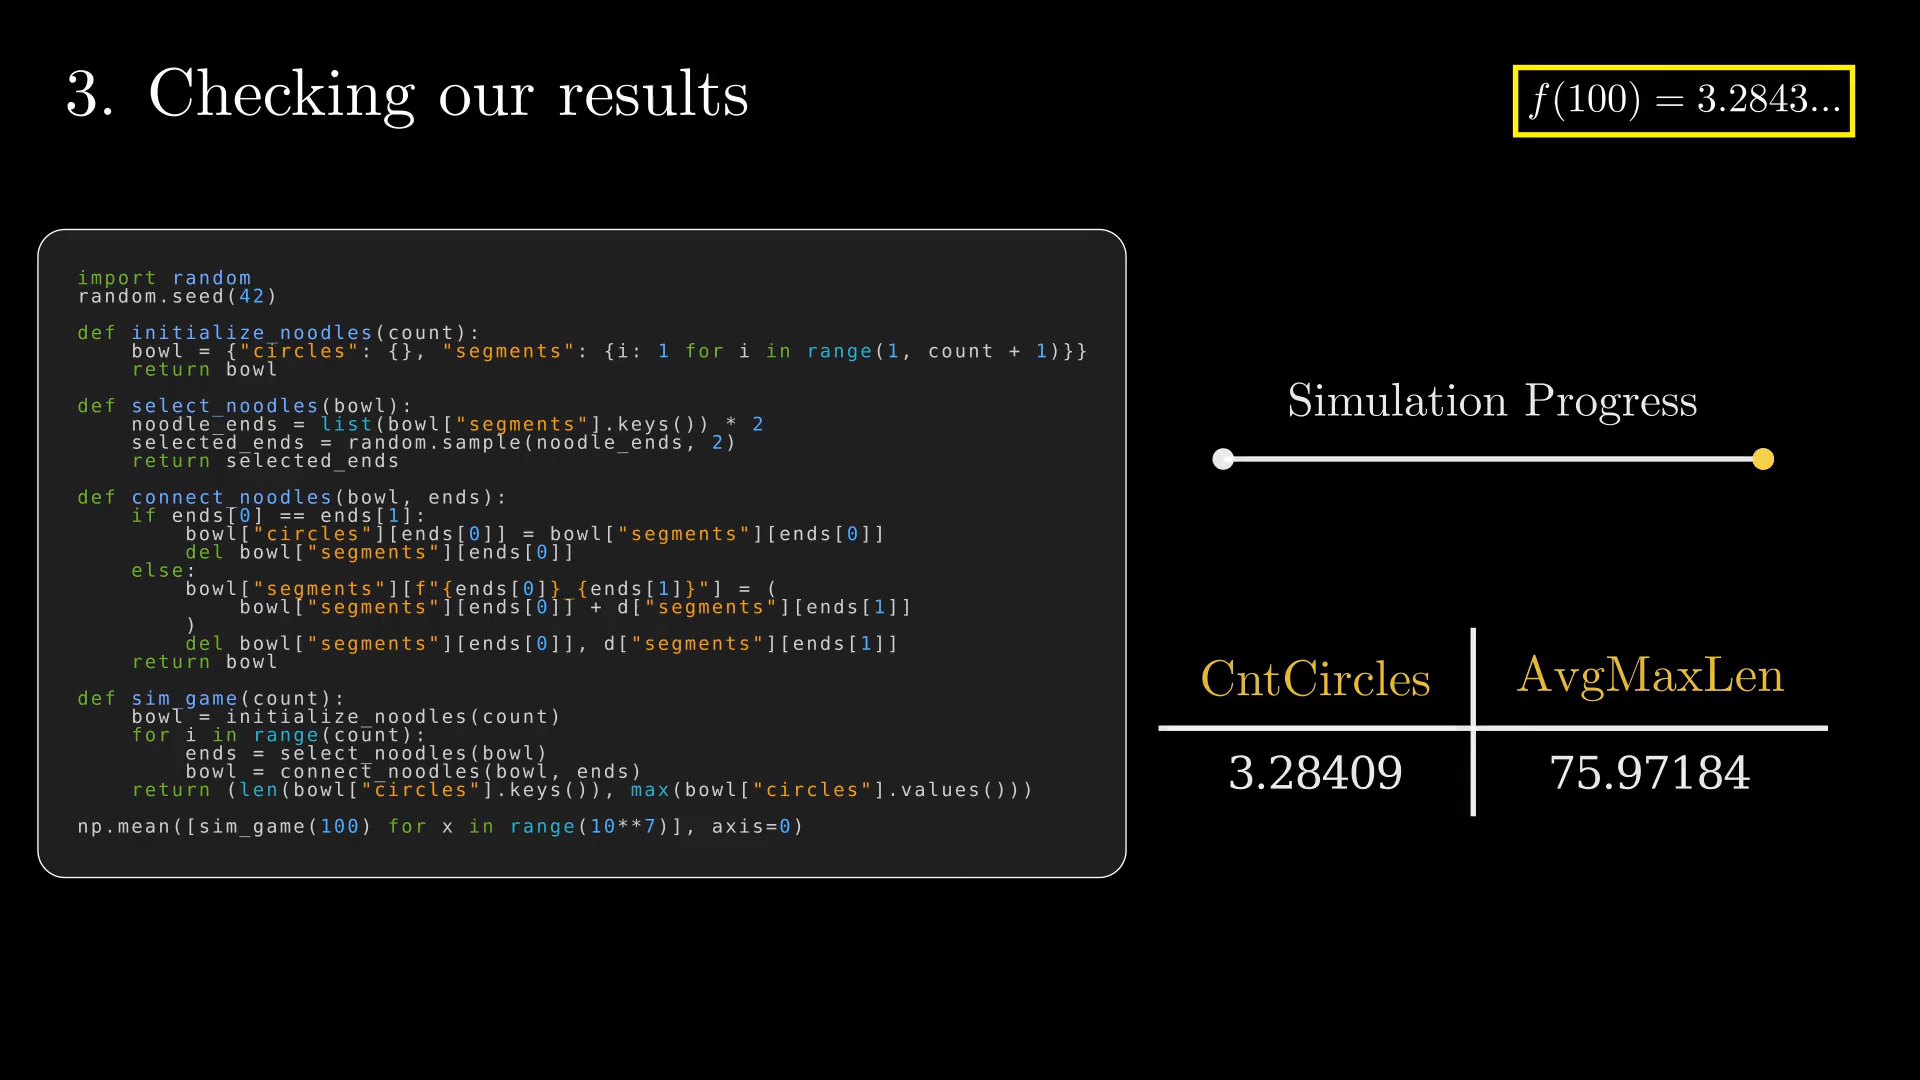 3. Checking our results
f(100) = 3.2843...
import random
random.seed(42)
def initialize_noodles(count):
    bowl = {"circles": {}, "segments": {i: 1 for i in range(1, count + 1)}}
    return bowl
def select_noodles(bowl):
    noodle_ends = list(bowl["segments"].keys()) * 2
    selected_ends = random.sample(noodle_ends, 2)
    return selected_ends
def connect_noodles(bowl, ends):
    if ends[0] == ends[1]:
        bowl["circles"][ends[0]] = bowl["segments"][ends[0]]
        del bowl["segments"][ends[0]]
    else:
        bowl["segments"][f"{ends[0]}_{ends[1]}"] = (
            bowl["segments"][ends[0]] + d["segments"][ends[1]]
        )
        del bowl["segments"][ends[0]], d["segments"][ends[1]]
    return bowl
def sim_game(count):
    bowl = initialize_noodles(count)
    for i in range(count):
        ends = select_noodles(bowl)
        bowl = connect_noodles(bowl, ends)
    return (len(bowl["circles"].keys()), max(bowl["circles"].values()))
np.mean([sim_game(100) for x in range(10**7)], axis=0)
Simulation Progress
CntCircles AvgMaxLen
3.28409 75.97184